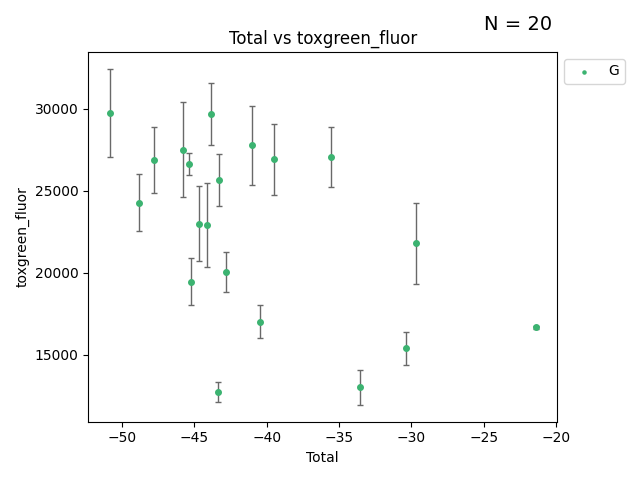 N = 20
Total vs toxgreen_fluor
G
toxgreen_fluor
30000
25000
20000
15000
−50 −45 −40 −35 −30 −25 −20
Total